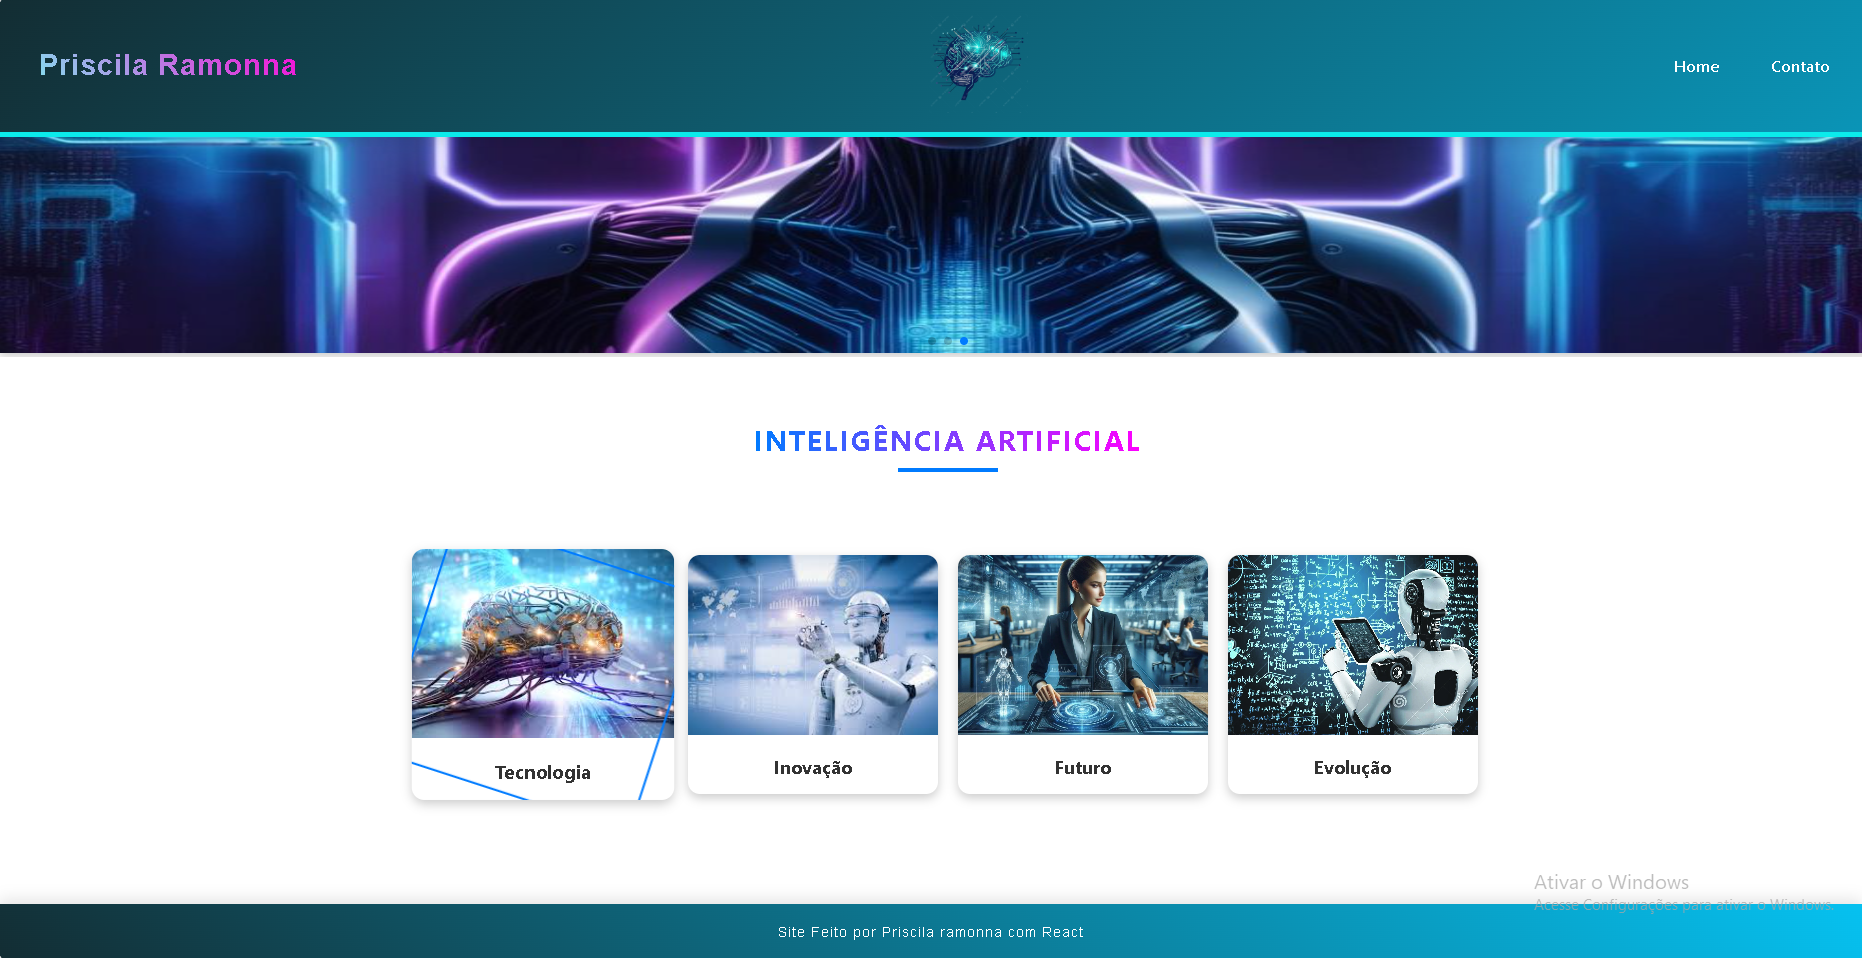 Priscila Ramonna
Home
Contato
INTELIGÊNCIA ARTIFICIAL
Tecnologia
Inovação
Futuro
Evolução
Ativar o Windows
Acesse Configurações para ativar o Windows.
Site Feito por Priscila ramonna com React